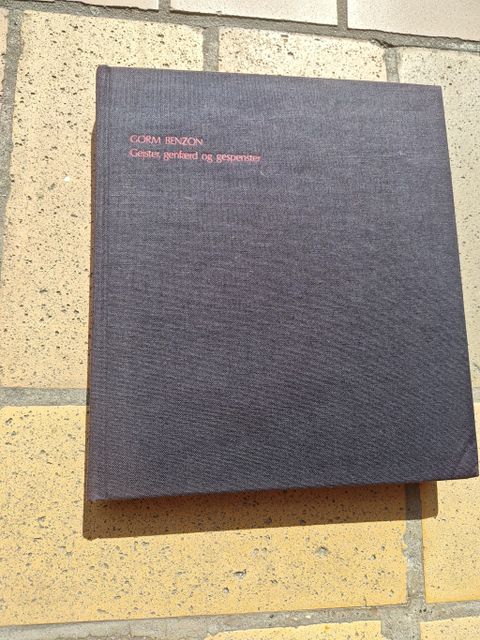 GORM BENZON
Gejster, genfærd og gespenster